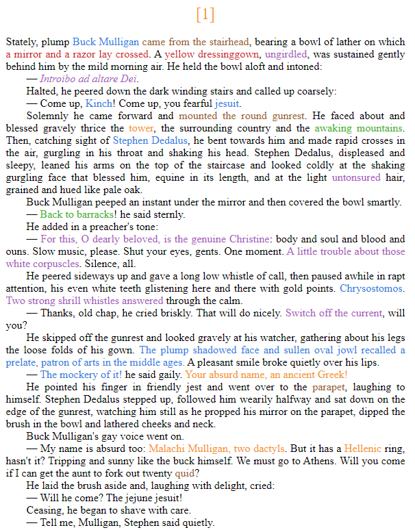 [1]
Stately, plump Buck Mulligan came from the stairhead, bearing a bowl of lather on which
a mirror and a razor lay crossed. A yellow dressinggown, ungirdled, was sustained gently
behind him by the mild morning air. He held the bowl aloft and intoned:
— Introibo ad altare Dei.
Halted, he peered down the dark winding stairs and called up coarsely:
— Come up, Kinch! Come up, you fearful jesuit.
Solemnly he came forward and mounted the round gunrest. He faced about and
blessed gravely thrice the tower, the surrounding country and the awaking mountains.
Then, catching sight of Stephen Dedalus, he bent towards him and made rapid crosses in
the air, gurgling in his throat and shaking his head. Stephen Dedalus, displeased and
sleepy, leaned his arms on the top of the staircase and looked coldly at the shaking
gurgling face that blessed him, equine in its length, and at the light untonsured hair,
grained and hued like pale oak.
Buck Mulligan peeped an instant under the mirror and then covered the bowl smartly.
— Back to barracks! he said sternly.
He added in a preacher's tone:
— For this, O dearly beloved, is the genuine Christine: body and soul and blood and
ouns. Slow music, please. Shut your eyes, gents. One moment. A little trouble about those
white corpuscles. Silence, all.
He peered sideways up and gave a long low whistle of call, then paused awhile in rapt
attention, his even white teeth glistening here and there with gold points. Chrysostomos.
Two strong shrill whistles answered through the calm.
— Thanks, old chap, he cried briskly. That will do nicely. Switch off the current, will
you?
He skipped off the gunrest and looked gravely at his watcher, gathering about his legs
the loose folds of his gown. The plump shadowed face and sullen oval jowl recalled a
prelate, patron of arts in the middle ages. A pleasant smile broke quietly over his lips.
— The mockery of it! he said gaily. Your absurd name, an ancient Greek!
He pointed his finger in friendly jest and went over to the parapet, laughing to
himself. Stephen Dedalus stepped up, followed him wearily halfway and sat down on the
edge of the gunrest, watching him still as he propped his mirror on the parapet, dipped the
brush in the bowl and lathered cheeks and neck.
Buck Mulligan's gay voice went on.
— My name is absurd too: Malachi Mulligan, two dactyls. But it has a Hellenic ring,
hasn't it? Tripping and sunny like the buck himself. We must go to Athens. Will you come
if I can get the aunt to fork out twenty quid?
He laid the brush aside and, laughing with delight, cried:
— Will he come? The jejune jesuit!
Ceasing, he began to shave with care.
— Tell me, Mulligan, Stephen said quietly.